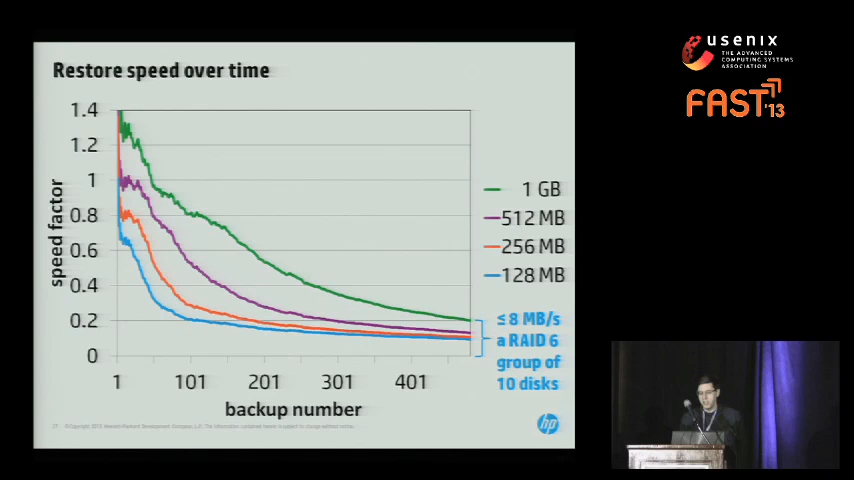 Restore speed over time
1.4
1.2
1
0.8
0.6
0.4
0.2
0
speed factor
1
101
201
301
401
backup number
1 GB
512 MB
256 MB
128 MB
≤ 8 MB/s
a RAID 6
group of
10 disks
hp
usenix
THE ADVANCED
COMPUTING SYSTEMS
ASSOCIATION
FAST'13